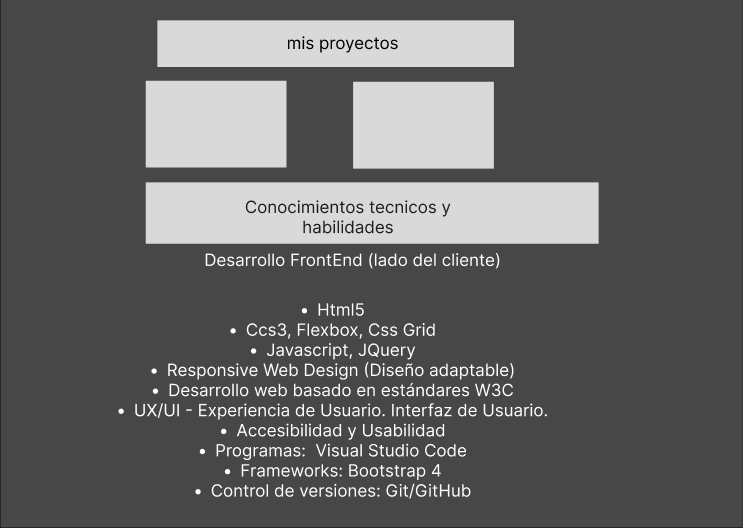 mis proyectos
Conocimientos tecnicos y
habilidades
Desarrollo FrontEnd (lado del cliente)
• Html5
• Ccs3, Flexbox, Css Grid
• Javascript, JQuery
• Responsive Web Design (Diseño adaptable)
• Desarrollo web basado en estándares W3C
• UX/UI - Experiencia de Usuario. Interfaz de Usuario.
• Accesibilidad y Usabilidad
• Programas:  Visual Studio Code
• Frameworks: Bootstrap 4
• Control de versiones: Git/GitHub